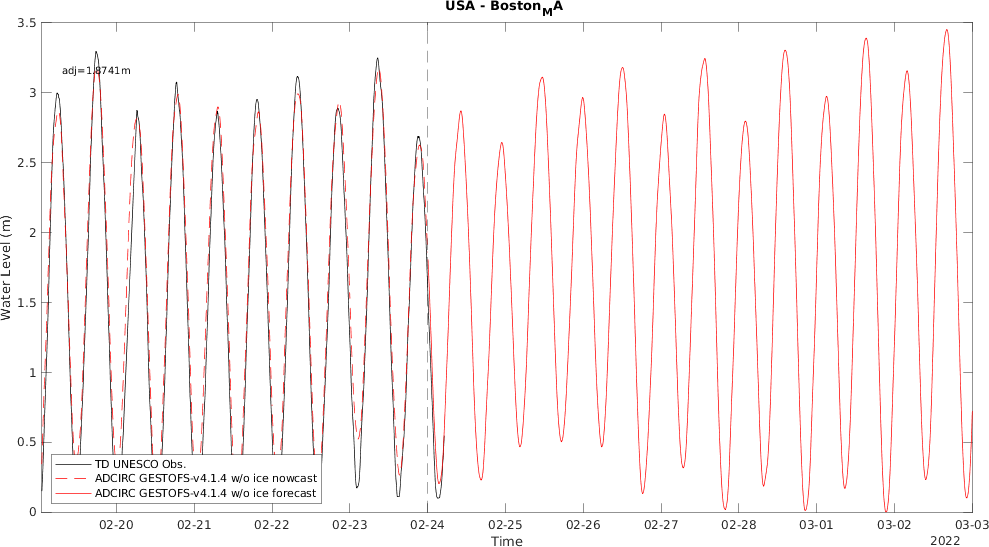 USA - Boston_MA
3.5
adj=1.8741m
3
2.5
2
1.5
1
0.5
0
Water Level (m)
TD UNESCO Obs.
ADCIRC GESTOFS-v4.1.4 w/o ice nowcast
ADCIRC GESTOFS-v4.1.4 w/o ice forecast
02-20 02-21 02-22 02-23 02-24 02-25 02-26 02-27 02-28 03-01 03-02 03-03
Time
2022